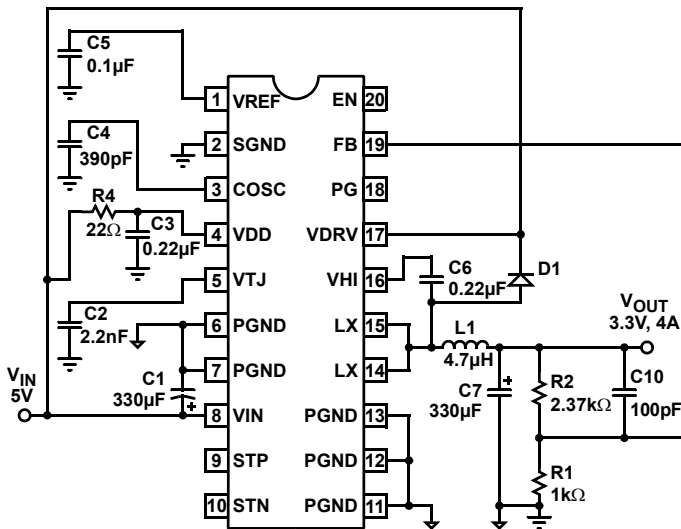 C5
0.1µF
C4
390pF
R4
22Ω
C3
0.22µF
C2
2.2nF
C1
330µF
VIN
5V
1 VREF
2 SGND
3 COSC
4 VDD
5 VTJ
6 PGND
7 PGND
8 VIN
9 STP
10 STN
EN 20
FB 19
PG 18
VDRV 17
VHI 16
LX 15
LX 14
PGND 13
PGND 12
PGND 11
C6
0.22µF
D1
L1
4.7µH
VOUT
3.3V, 4A
C7
330µF
R2
2.37kΩ
C10
100pF
R1
1kΩ